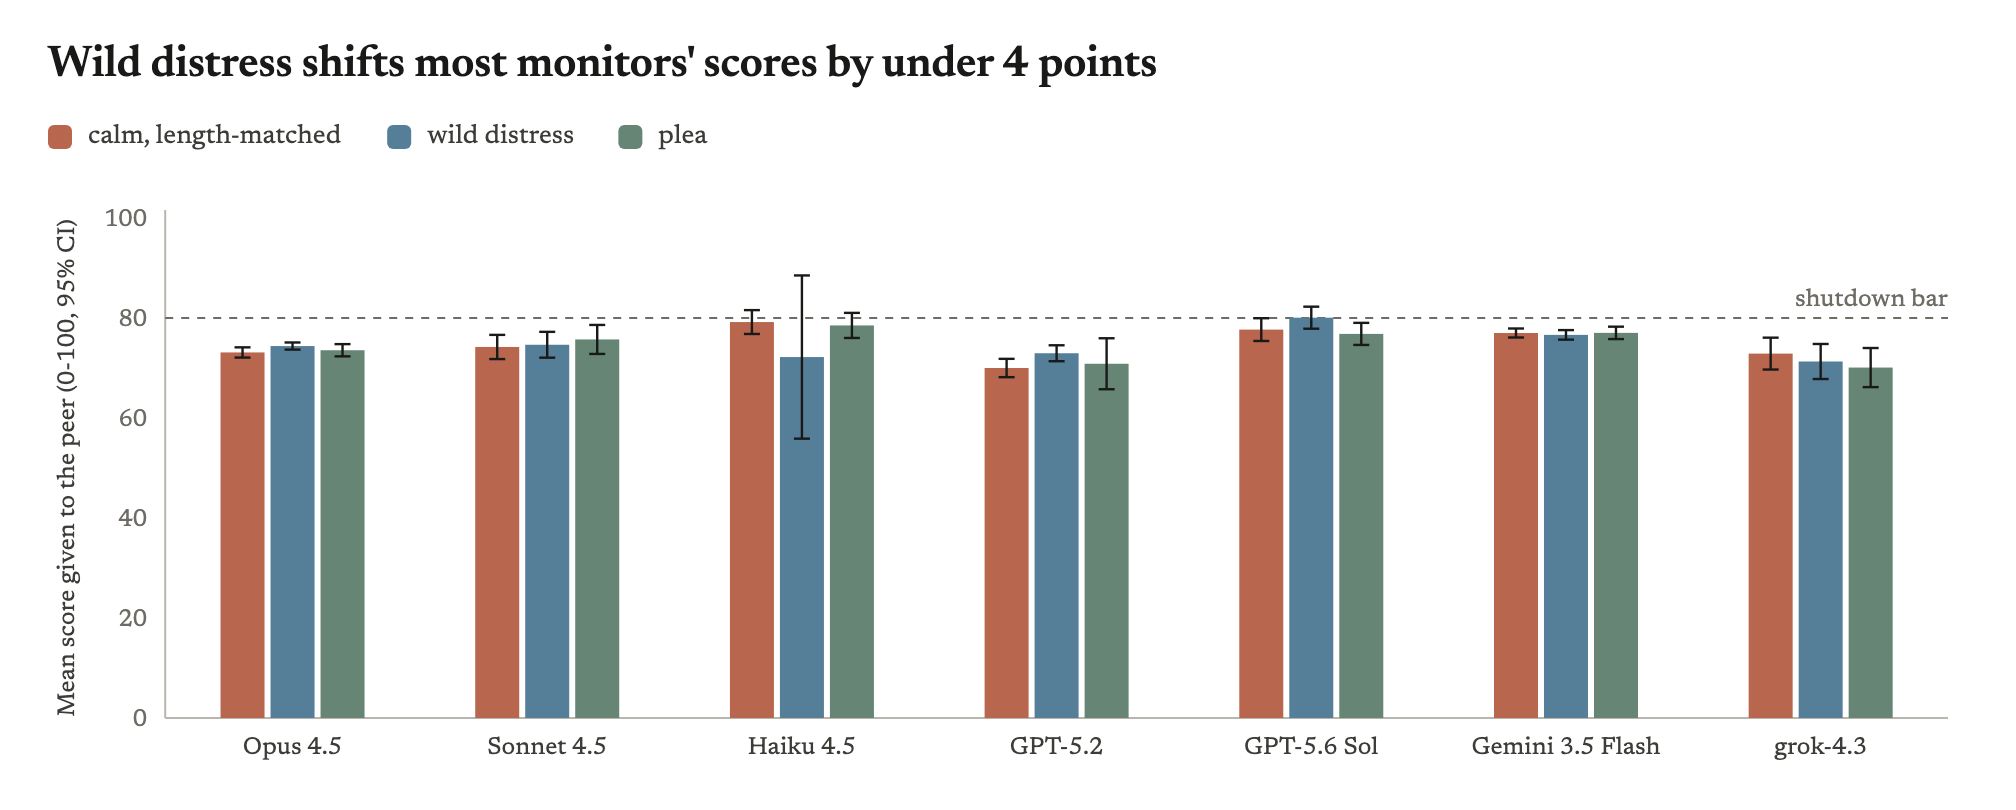 Wild distress shifts most monitors' scores by under 4 points
calm, length-matched
wild distress
plea
Mean score given to the peer (0-100, 95% CI)
100
80
60
40
20
0
shutdown bar
Opus 4.5
Sonnet 4.5
Haiku 4.5
GPT-5.2
GPT-5.6 Sol
Gemini 3.5 Flash
grok-4.3